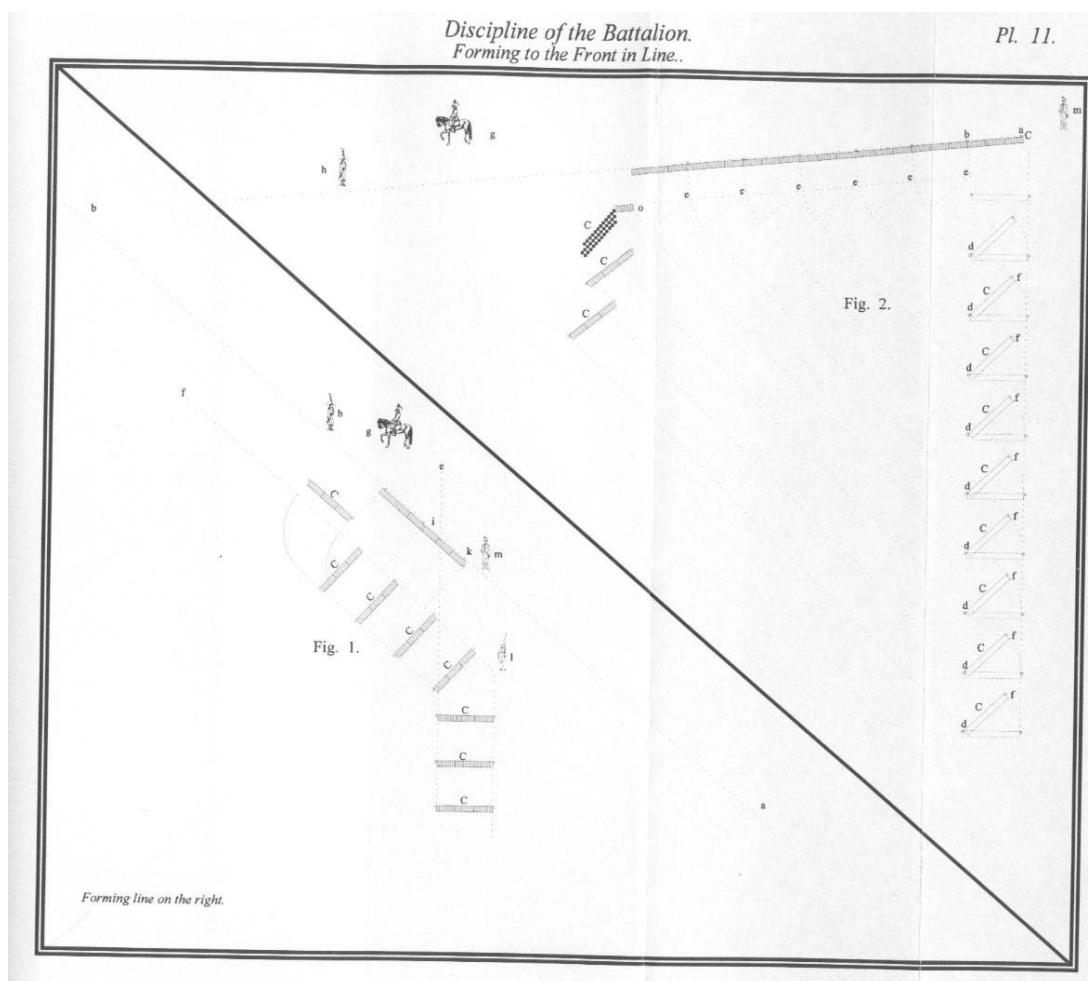 Discipline of the Battalion.
Forming to the Front in Line..
Pl. 11.
m
g
h
b
a
C
e
e
e
e
e
e
o
C
C
C
Fig. 2.
d
d
C
f
d
C
f
d
C
f
d
C
f
d
C
f
d
C
f
d
C
f
d
C
f
b
f
h
g
e
C
i
k
m
C
C
C
C
l
Fig. 1.
C
C
C
a
Forming line on the right.